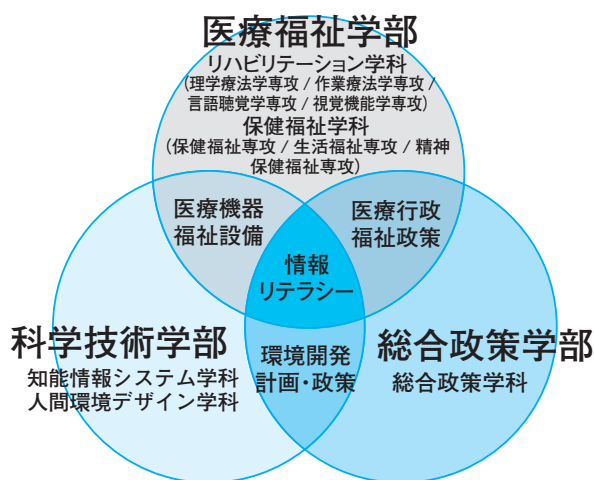 医療福祉学部
リハビリテーション学科
(理学療法学専攻 / 作業療法学専攻 /
言語聴覚学専攻 / 視覚機能学専攻)
保健福祉学科
(保健福祉専攻 / 生活福祉専攻 / 精神
保健福祉専攻)
医療機器
福祉設備
医療行政
福祉政策
情報
リテラシー
科学技術学部
知能情報システム学科
人間環境デザイン学科
環境開発
計画・政策
総合政策学部
総合政策学科